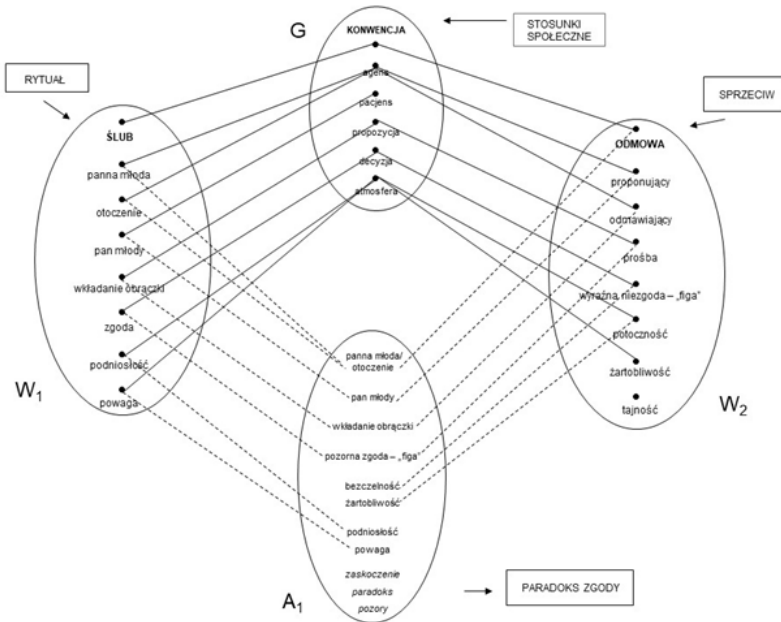 G
KONWENCJA
agens
pacjens
propozycja
decyzja
atmosfera
STOSUNKI
SPOŁECZNE
RYTUAŁ
ŚLUB
panna młoda
otoczenie
pan młody
wkładanie obrączki
zgoda
podniosłość
powaga
W1
SPRZECIW
ODMOWA
proponujący
odmawiający
prośba
wyraźna niezgoda – „figa”
potoczność
żartobliwość
tajność
W2
panna młoda/
otoczenie
pan młody
wkładanie obrączki
pozorna zgoda – „figa”
bezczelność
żartobliwość
podniosłość
powaga
zaskoczenie
paradoks
pozory
A1
PARADOKS ZGODY